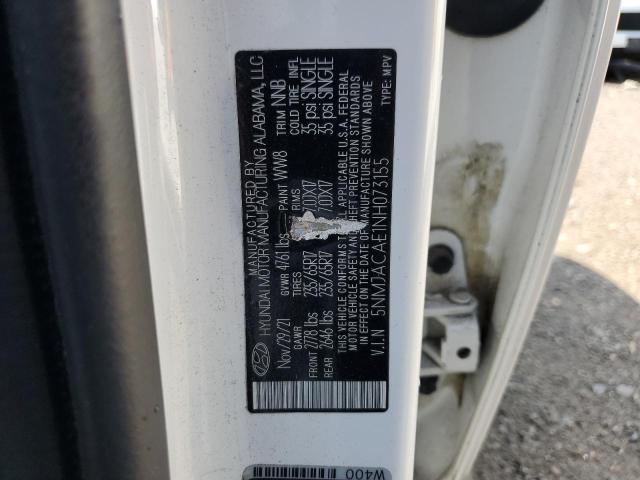 MANUFACTURED BY
HYUNDAI MOTOR MANUFACTURING ALABAMA, LLC
Nov/29/21 GVWR 4761 lbs PAINT WW8 TRIM NNB
GAWR TIRES RIMS COLD TIRE INFL
FRONT 2778 lbs 235/65R17 7.0JX17 35 psi SINGLE
REAR 2646 lbs 235/65R17 7.0JX17 35 psi SINGLE
THIS VEHICLE CONFORMS TO ALL APPLICABLE U.S.A. FEDERAL
MOTOR VEHICLE SAFETY AND THEFT PREVENTION STANDARDS
IN EFFECT ON THE DATE OF MANUFACTURE SHOWN ABOVE
V.I.N 5NMJACAE1NH073155 TYPE: MPV
W400